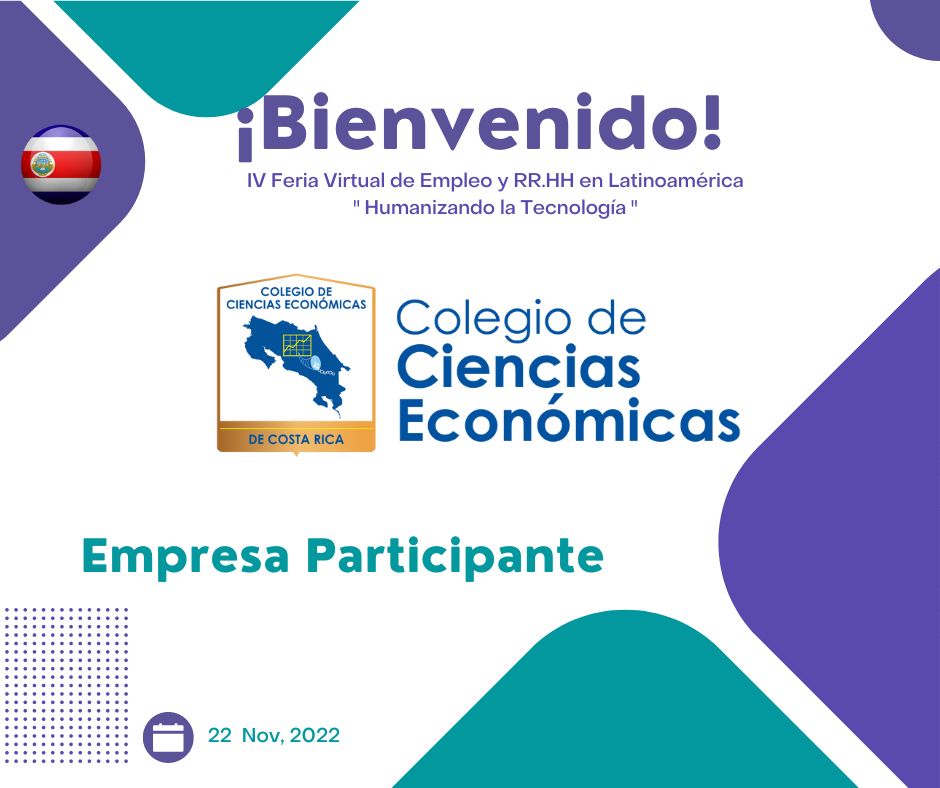 ¡Bienvenido!
IV Feria Virtual de Empleo y RR.HH en Latinoamérica
" Humanizando la Tecnología "
COLEGIO DE
CIENCIAS ECONÓMICAS
DE COSTA RICA
Colegio de
Ciencias
Económicas
Empresa Participante
22 Nov, 2022